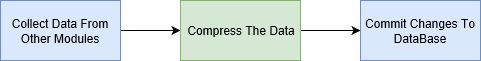 Collect Data From
Other Modules
Compress The Data
Commit Changes To
DataBase